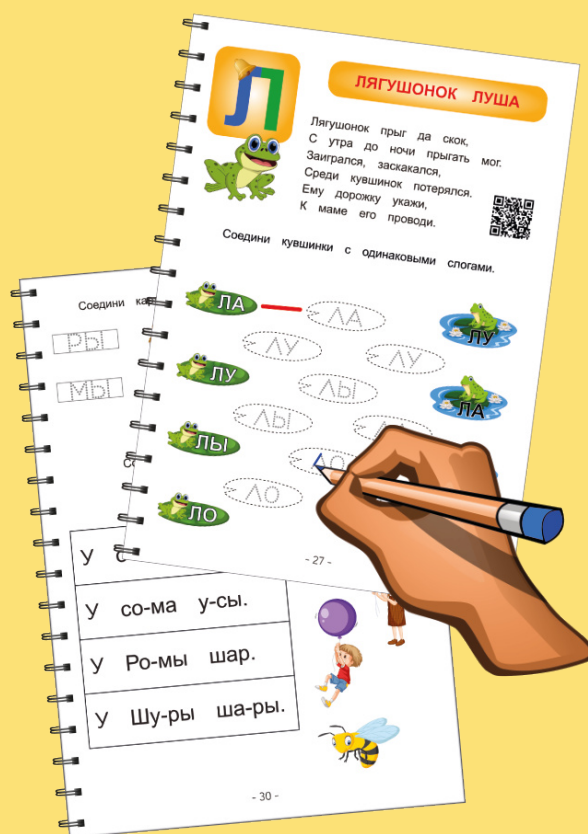 Л
ЛЯГУШОНОК ЛУША
Лягушонок прыг да скок,
С утра до ночи прыгать мог.
Заигрался, заскакался,
Среди кувшинок потерялся.
Ему дорожку укажи,
К маме его проводи.
Соедини кувшинки с одинаковыми слогами.
ЛА ЛА ЛУ
ЛУ ЛУ
ЛУ ЛЫ ЛА
ЛЫ
ЛЫ ЛО
ЛО ЛО
- 27 -
Соедини
РЫ
МЫ
У
У со-ма у-сы.
У Ро-мы шар.
У Шу-ры ша-ры.
- 30 -